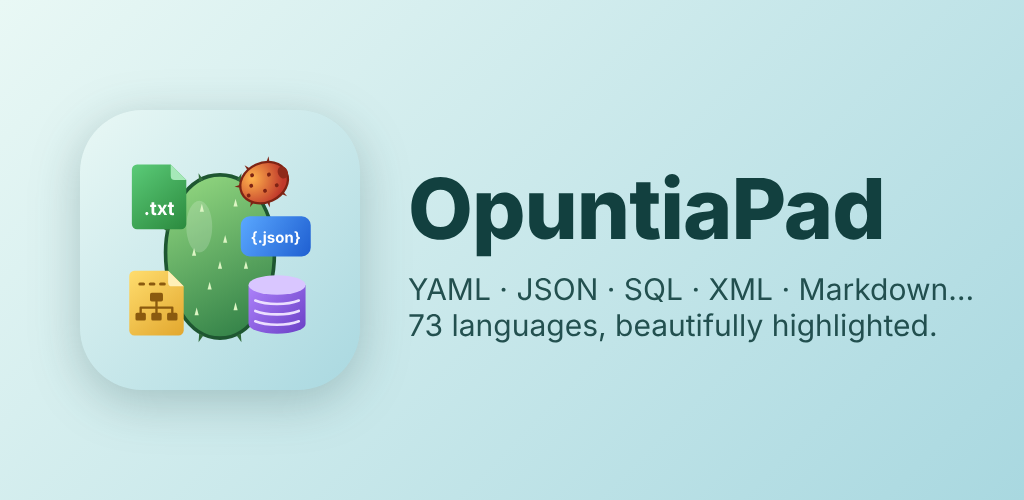 .txt
{.json}
OpuntiaPad
YAML · JSON · SQL · XML · Markdown...
73 languages, beautifully highlighted.